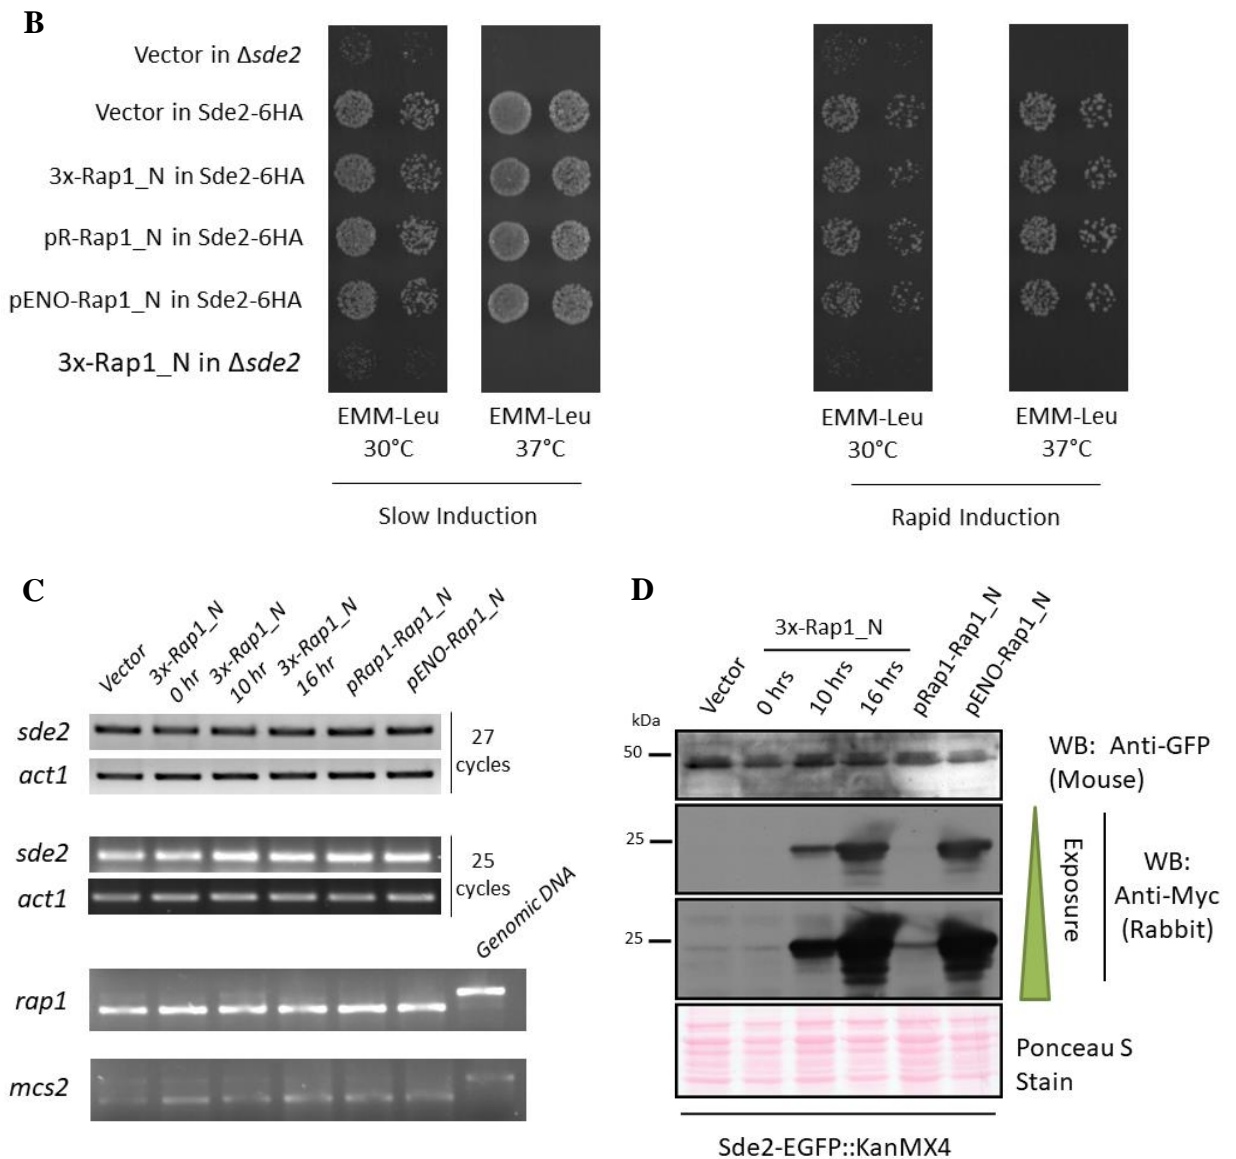 B
Vector in Δsde2
Vector in Sde2-6HA
3x-Rap1_N in Sde2-6HA
pR-Rap1_N in Sde2-6HA
pENO-Rap1_N in Sde2-6HA
3x-Rap1_N in Δsde2
EMM-Leu
30°C
EMM-Leu
37°C
EMM-Leu
30°C
EMM-Leu
37°C
Slow Induction
Rapid Induction
C
Vector
3x-Rap1_N
0 hr
3x-Rap1_N
10 hr
3x-Rap1_N
16 hr
pRap1-Rap1_N
pENO-Rap1_N
sde2
act1
27
cycles
sde2
act1
25
cycles
Genomic DNA
rap1
mcs2
D
3x-Rap1_N
Vector
0 hrs
10 hrs
16 hrs
pRap1-Rap1_N
pENO-Rap1_N
kDa
50
WB: Anti-GFP
(Mouse)
25
25
Exposure
WB:
Anti-Myc
(Rabbit)
Ponceau S
Stain
Sde2-EGFP::KanMX4